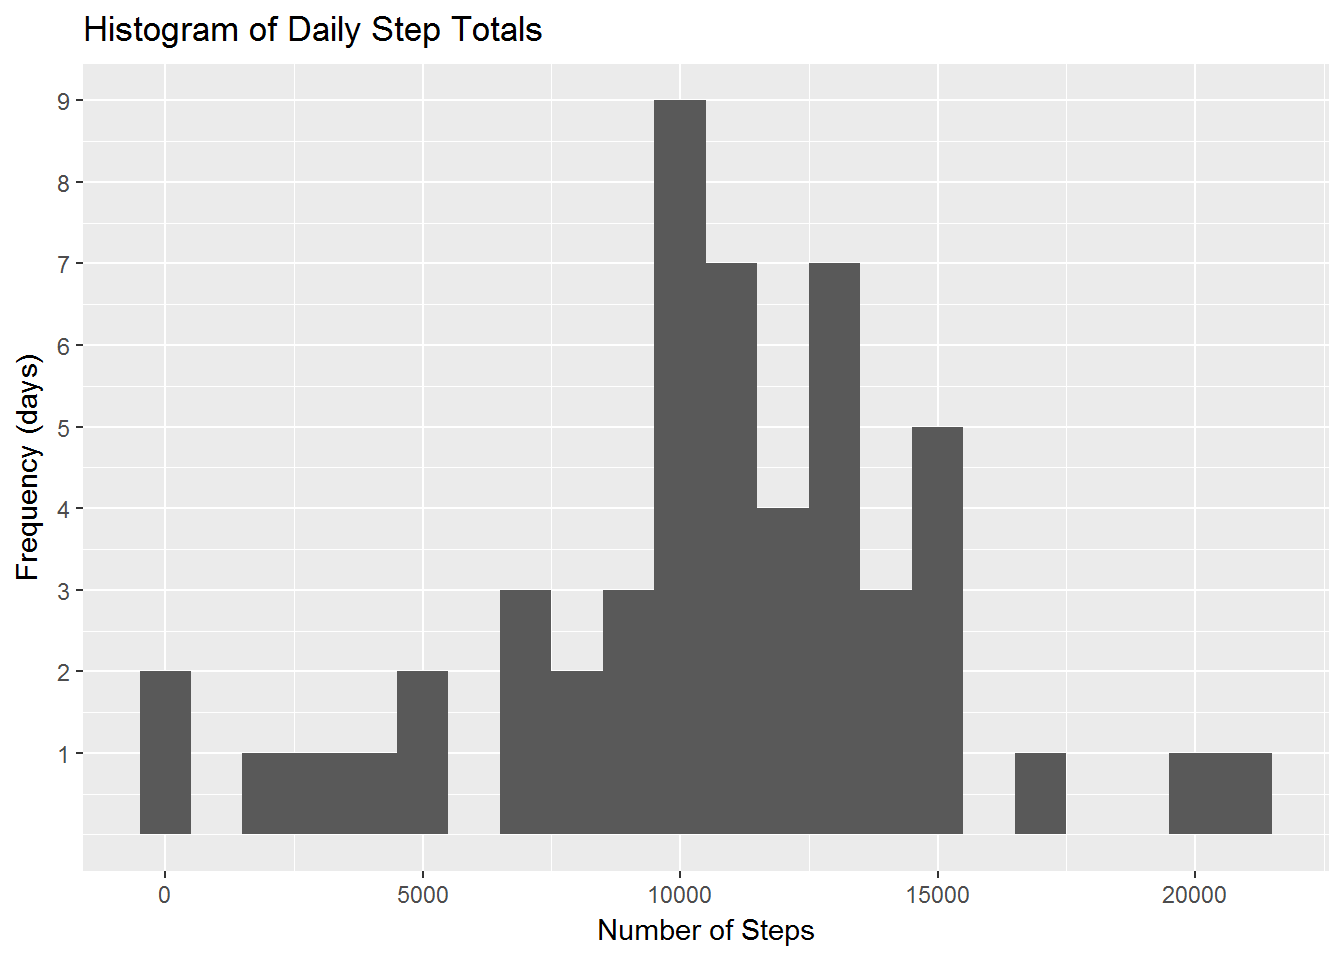 Histogram of Daily Step Totals
9
8
7
6
5
4
3
2
1
Frequency (days)
0 5000 10000 15000 20000
Number of Steps